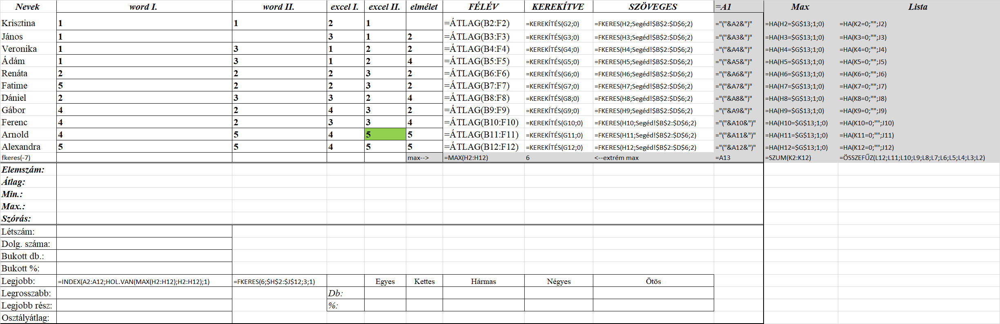 Nevek word I. word II. excel I. excel II. elmélet FÉLÉV KEREKÍTVE SZÖVEGES =A1 Max Lista
Krisztina 1 1 2 1 =ÁTLAG(B2:F2) =KEREKÍTÉS(G2;0) =FKERES(H2;Segéd!$B$2:$D$6;2) ="("&A2&")" =HA(H2=$G$13;1;0) =HA(K2=0;"";J2)
János 1 3 1 2 =ÁTLAG(B3:F3) =KEREKÍTÉS(G3;0) =FKERES(H3;Segéd!$B$2:$D$6;2) ="("&A3&")" =HA(H3=$G$13;1;0) =HA(K3=0;"";J3)
Veronika 1 3 1 2 2 =ÁTLAG(B4:F4) =KEREKÍTÉS(G4;0) =FKERES(H4;Segéd!$B$2:$D$6;2) ="("&A4&")" =HA(H4=$G$13;1;0) =HA(K4=0;"";J4)
Ádám 1 3 1 2 4 =ÁTLAG(B5:F5) =KEREKÍTÉS(G5;0) =FKERES(H5;Segéd!$B$2:$D$6;2) ="("&A5&")" =HA(H5=$G$13;1;0) =HA(K5=0;"";J5)
Renáta 2 2 2 3 2 =ÁTLAG(B6:F6) =KEREKÍTÉS(G6;0) =FKERES(H6;Segéd!$B$2:$D$6;2) ="("&A6&")" =HA(H6=$G$13;1;0) =HA(K6=0;"";J6)
Fatime 5 2 2 3 2 =ÁTLAG(B7:F7) =KEREKÍTÉS(G7;0) =FKERES(H7;Segéd!$B$2:$D$6;2) ="("&A7&")" =HA(H7=$G$13;1;0) =HA(K7=0;"";J7)
Dániel 2 3 3 2 4 =ÁTLAG(B8:F8) =KEREKÍTÉS(G8;0) =FKERES(H8;Segéd!$B$2:$D$6;2) ="("&A8&")" =HA(H8=$G$13;1;0) =HA(K8=0;"";J8)
Gábor 4 2 4 3 2 =ÁTLAG(B9:F9) =KEREKÍTÉS(G9;0) =FKERES(H9;Segéd!$B$2:$D$6;2) ="("&A9&")" =HA(H9=$G$13;1;0) =HA(K9=0;"";J9)
Ferenc 4 2 3 3 4 =ÁTLAG(B10:F10) =KEREKÍTÉS(G10;0) =FKERES(H10;Segéd!$B$2:$D$6;2) ="("&A10&")" =HA(H10=$G$13;1;0) =HA(K10=0;"";J10)
Arnold 4 5 4 5 5 =ÁTLAG(B11:F11) =KEREKÍTÉS(G11;0) =FKERES(H11;Segéd!$B$2:$D$6;2) ="("&A11&")" =HA(H11=$G$13;1;0) =HA(K11=0;"";J11)
Alexandra 5 5 4 5 5 =ÁTLAG(B12:F12) =KEREKÍTÉS(G12;0) =FKERES(H12;Segéd!$B$2:$D$6;2) ="("&A12&")" =HA(H12=$G$13;1;0) =HA(K12=0;"";J12)
fkeres(-7) max--> =MAX(H2:H12) 6 <--extrém max =A13 =SZUM(K2:K12) =ÖSSZEFŰZ(L12;L11;L10;L9;L8;L7;L6;L5;L4;L3;L2)
Elemszám:
Átlag:
Min.:
Max.:
Szórás:
Létszám:
Dolg. száma:
Bukott db.:
Bukott %:
Legjobb: =INDEX(A2:A12;HOL.VAN(MAX(H2:H12);H2:H12);1) =FKERES(6;$H$2:$J$12;3;1) Egyes Kettes Hármas Négyes Ötös
Legrosszabb: Db:
Legjobb rész: %:
Osztályátlag: